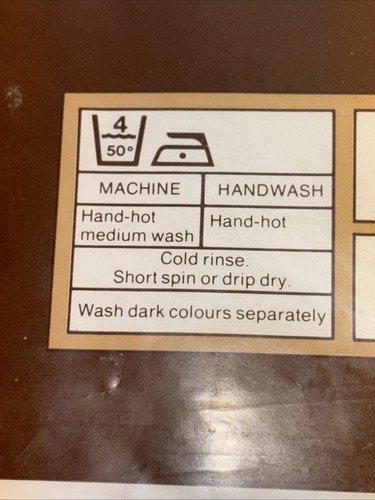 4
50°
MACHINE
HANDWASH
Hand-hot
medium wash
Hand-hot
Cold rinse.
Short spin or drip dry.
Wash dark colours separately